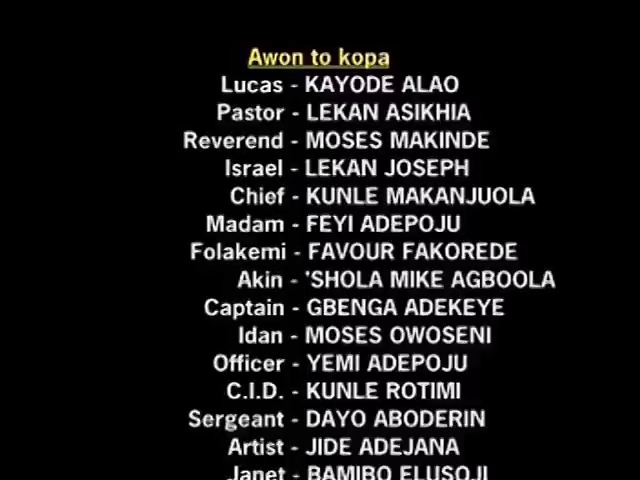 Awon to kopa
Lucas - KAYODE ALAO
Pastor - LEKAN ASIKHIA
Reverend - MOSES MAKINDE
Israel - LEKAN JOSEPH
Chief - KUNLE MAKANJUOLA
Madam - FEYI ADEPOJU
Folakemi - FAVOUR FAKOREDE
Akin - 'SHOLA MIKE AGBOOLA
Captain - GBENGA ADEKEYE
Idan - MOSES OWOSENI
Officer - YEMI ADEPOJU
C.I.D. - KUNLE ROTIMI
Sergeant - DAYO ABODERIN
Artist - JIDE ADEJANA
Janet - BAMIBO ELUSOJI